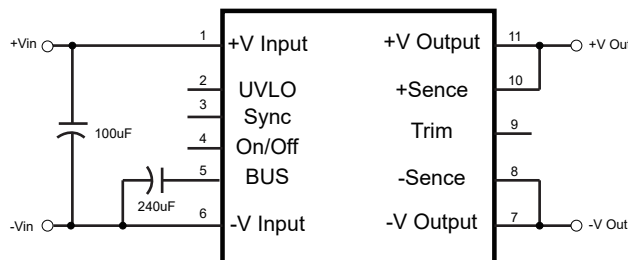 +Vin
1
+V Input
+V Output
11
+V Out
2
UVLO
+Sence
10
3
Sync
100uF
Trim
9
4
On/Off
5
BUS
-Sence
8
240uF
-Vin
6
-V Input
-V Output
7
-V Out